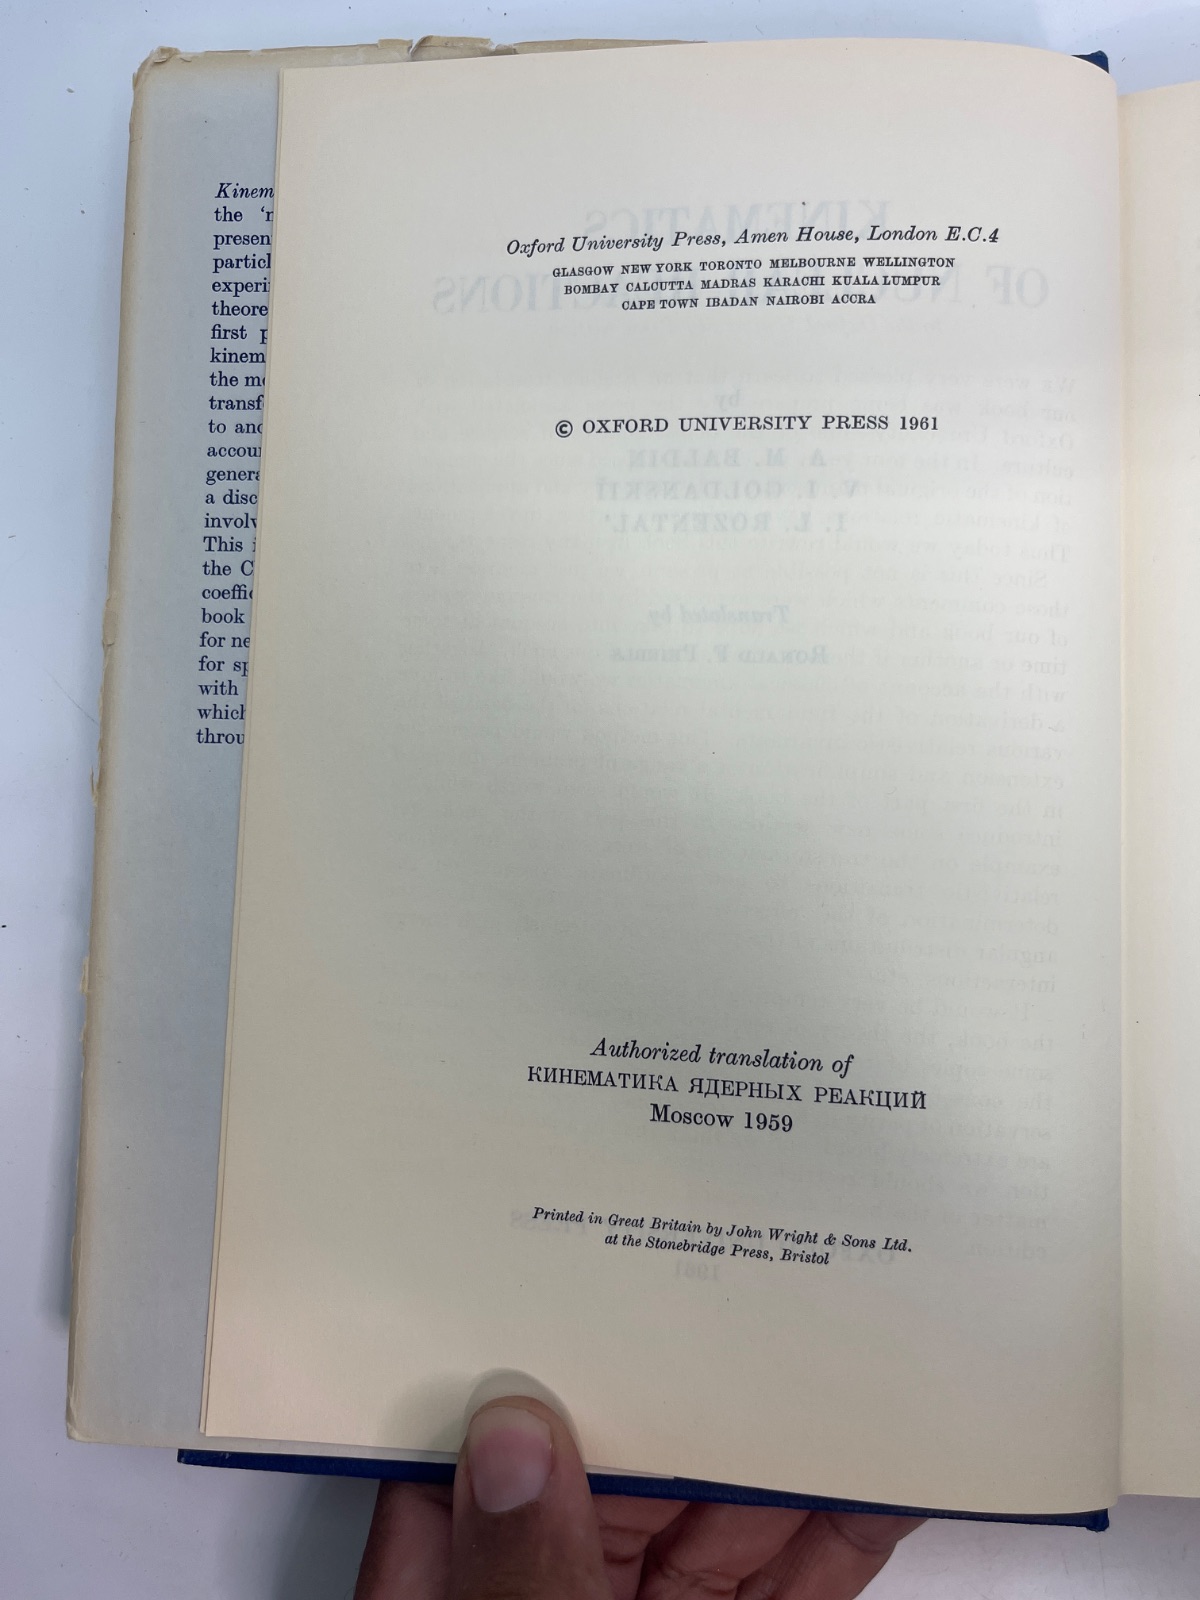 Kinem
the 'n
presen
particl
experi
theore
first p
kinem
the mo
transf
to and
accou
genera
a disc
involv
This i
the C
coeffic
book
for ne
for sp
with
which
throu
Oxford University Press, Amen House, London E.C.4
GLASGOW NEW YORK TORONTO MELBOURNE WELLINGTON
BOMBAY CALCUTTA MADRAS KARACHI KUALA LUMPUR
CAPE TOWN IBADAN NAIROBI ACCRA
© OXFORD UNIVERSITY PRESS 1961
Authorized translation of
КИНЕМАТИКА ЯДЕРНЫХ РЕАКЦИЙ
Moscow 1959
Printed in Great Britain by John Wright & Sons Ltd.
at the Stonebridge Press, Bristol